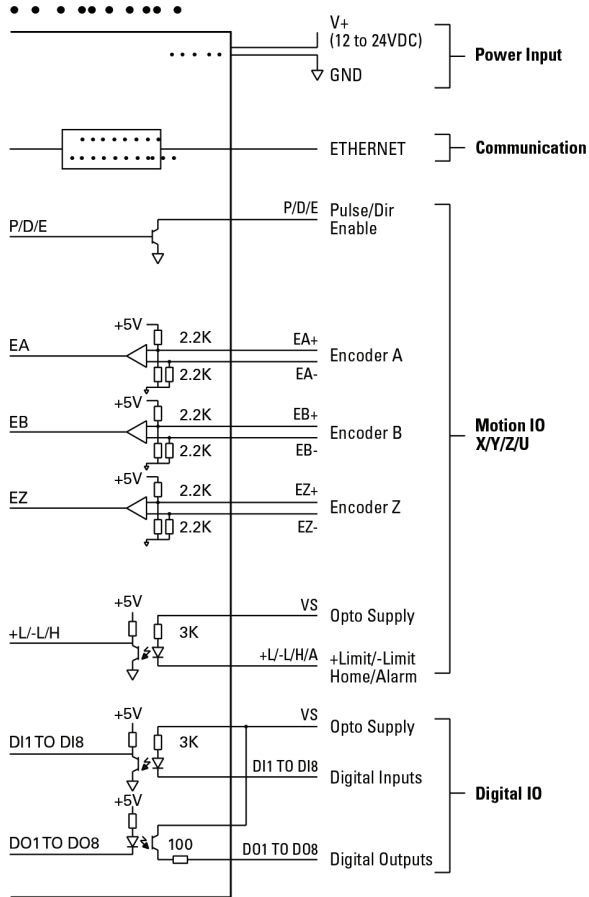 V+
(12 to 24VDC)
GND
Power Input
ETHERNET
Communication
P/D/E
P/D/E
Pulse/Dir
Enable
+5V
2.2K
EA
EA+
Encoder A
2.2K
EA-
+5V
2.2K
EB
EB+
Encoder B
2.2K
EB-
Motion IO
X/Y/Z/U
+5V
2.2K
EZ
EZ+
Encoder Z
2.2K
EZ-
+5V
VS
Opto Supply
+L/-L/H
3K
+L/-L/H/A
+Limit/-Limit
Home/Alarm
+5V
VS
Opto Supply
DI1 TO DI8
3K
DI1 TO DI8
Digital Inputs
Digital IO
+5V
DO1 TO DO8
100
DO1 TO DO8
Digital Outputs